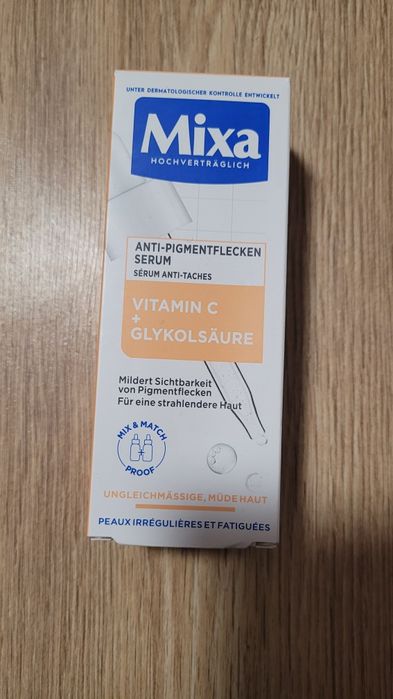 UNTER DERMATOLOGISCHER KONTROLLE ENTWICKELT
Mixa
HOCHVERTRÄGLICH
ANTI-PIGMENTFLECKEN
SERUM
SÉRUM ANTI-TACHES
VITAMIN C
+
GLYKOLSÄURE
Mildert Sichtbarkeit
von Pigmentflecken
Für eine strahlendere Haut
MIX & MATCH
PROOF
UNGLEICHMÄSSIGE, MÜDE HAUT
PEAUX IRRÉGULIÈRES ET FATIGUÉES